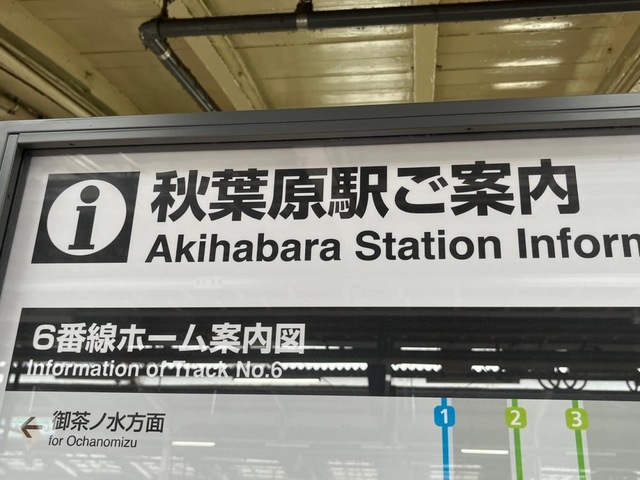 i 秋葉原駅ご案内
Akihabara Station Inform
6番線ホーム案内図
Information of Track No.6
← 御茶ノ水方面
for Ochanomizu
1 2 3